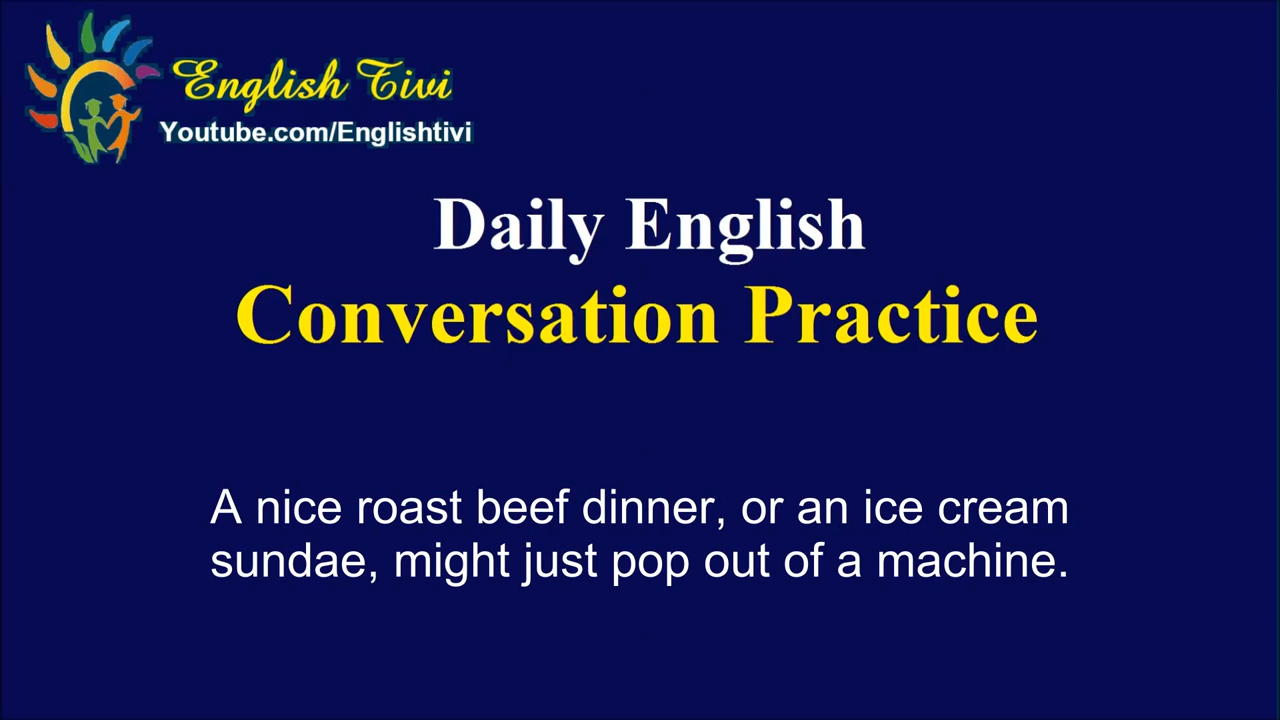 English Tivi
Youtube.com/Englishtivi
Daily English
Conversation Practice
A nice roast beef dinner, or an ice cream
sundae, might just pop out of a machine.